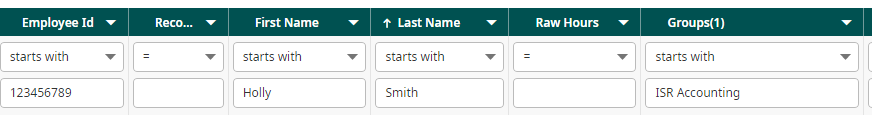 Employee Id Reco... First Name ↑ Last Name Raw Hours Groups(1)
starts with = starts with starts with = starts with
123456789 Holly Smith ISR Accounting